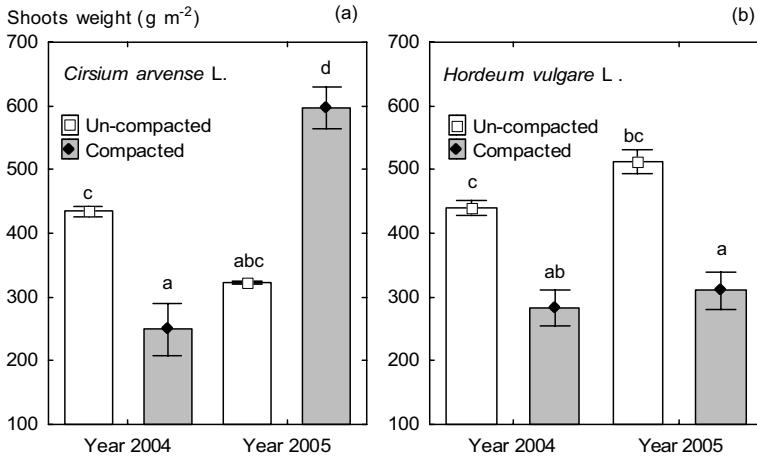 Shoots weight (g m⁻²)
(a)
(b)
700
600
500
400
300
200
100
Cirsium arvense L.
Un-compacted
Compacted
c
a
abc
d
Year 2004
Year 2005
700
600
500
400
300
200
100
Hordeum vulgare L .
Un-compacted
Compacted
c
ab
bc
a
Year 2004
Year 2005